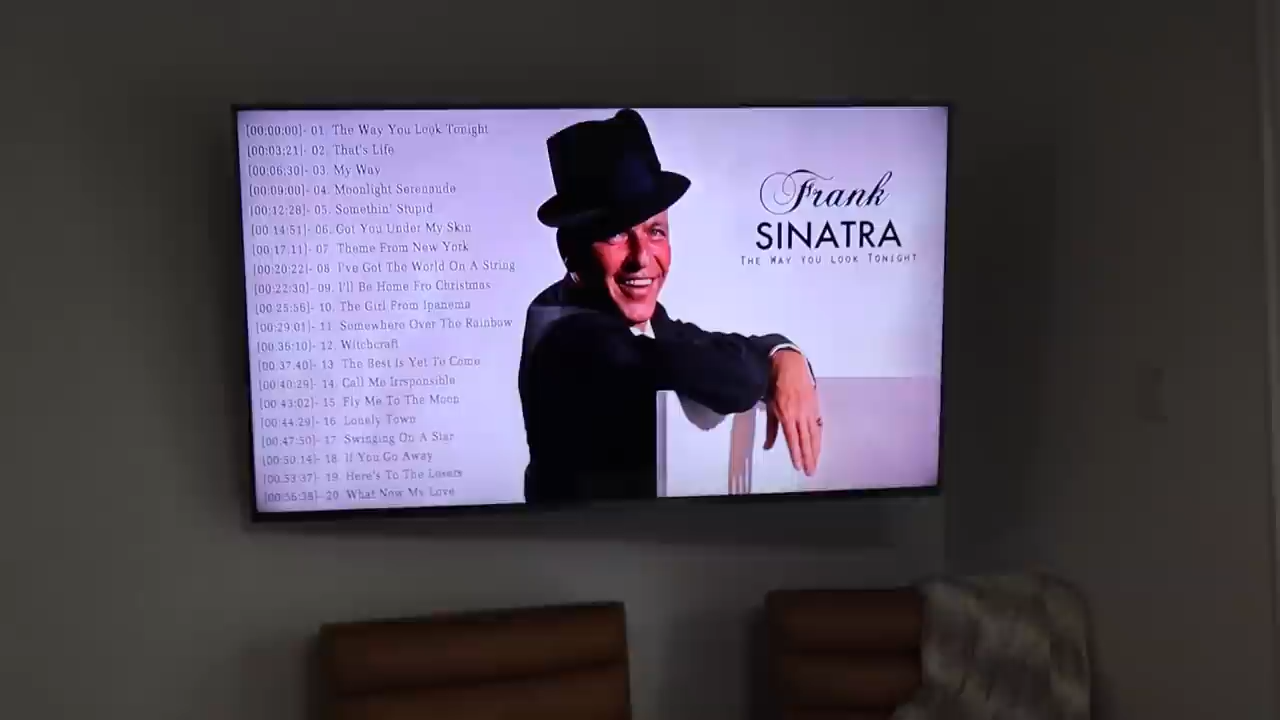 [00:00:00]- 01. The Way You Look Tonight
[00:03:21]- 02. That's Life
[00:06:30]- 03. My Way
[00:09:00]- 04. Moonlight Serenade
[00:12:28]- 05. Somethin' Stupid
[00:14:51]- 06. Got You Under My Skin
[00:17.11]- 07 Theme From New York
[00:20:22]- 08 I've Got The World On A String
[00:22:30]- 09. I'll Be Home Fro Christmas
[00:25:56]- 10. The Girl From Ipanema
[00:29.01]- 11. Somewhere Over The Rainbow
[00:36:10]- 12. Witchcraft
[00:37.40]- 13 The Best Is Yet To Come
[00:40:29]- 14. Call Me Irrsponsible
[00 43:02]- 15 Fly Me To The Moon
[00:44.29]- 16 Lonely Town
[00:47:50]- 17. Swinging On A Star
[00:50.14]- 18. If You Go Away
[00:53:37]- 19. Here's To The Losers
[00:56:38]- 20. What Now My Love
Frank
SINATRA
THE WAY YOU LOOK TONIGHT